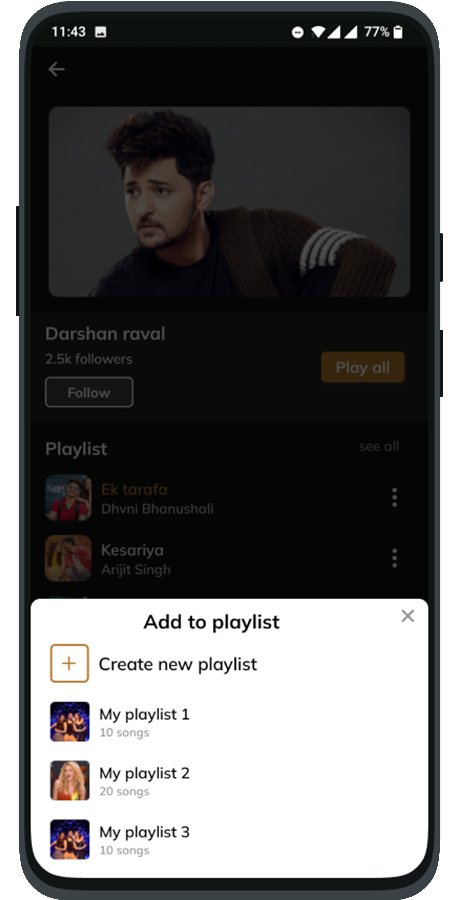 11:43
77%
Darshan raval
2.5k followers
Play all
Follow
Playlist
see all
Ek tarafa
Dhvni Bhanushali
Kesariya
Arijit Singh
Add to playlist
Create new playlist
My playlist 1
10 songs
My playlist 2
20 songs
My playlist 3
10 songs